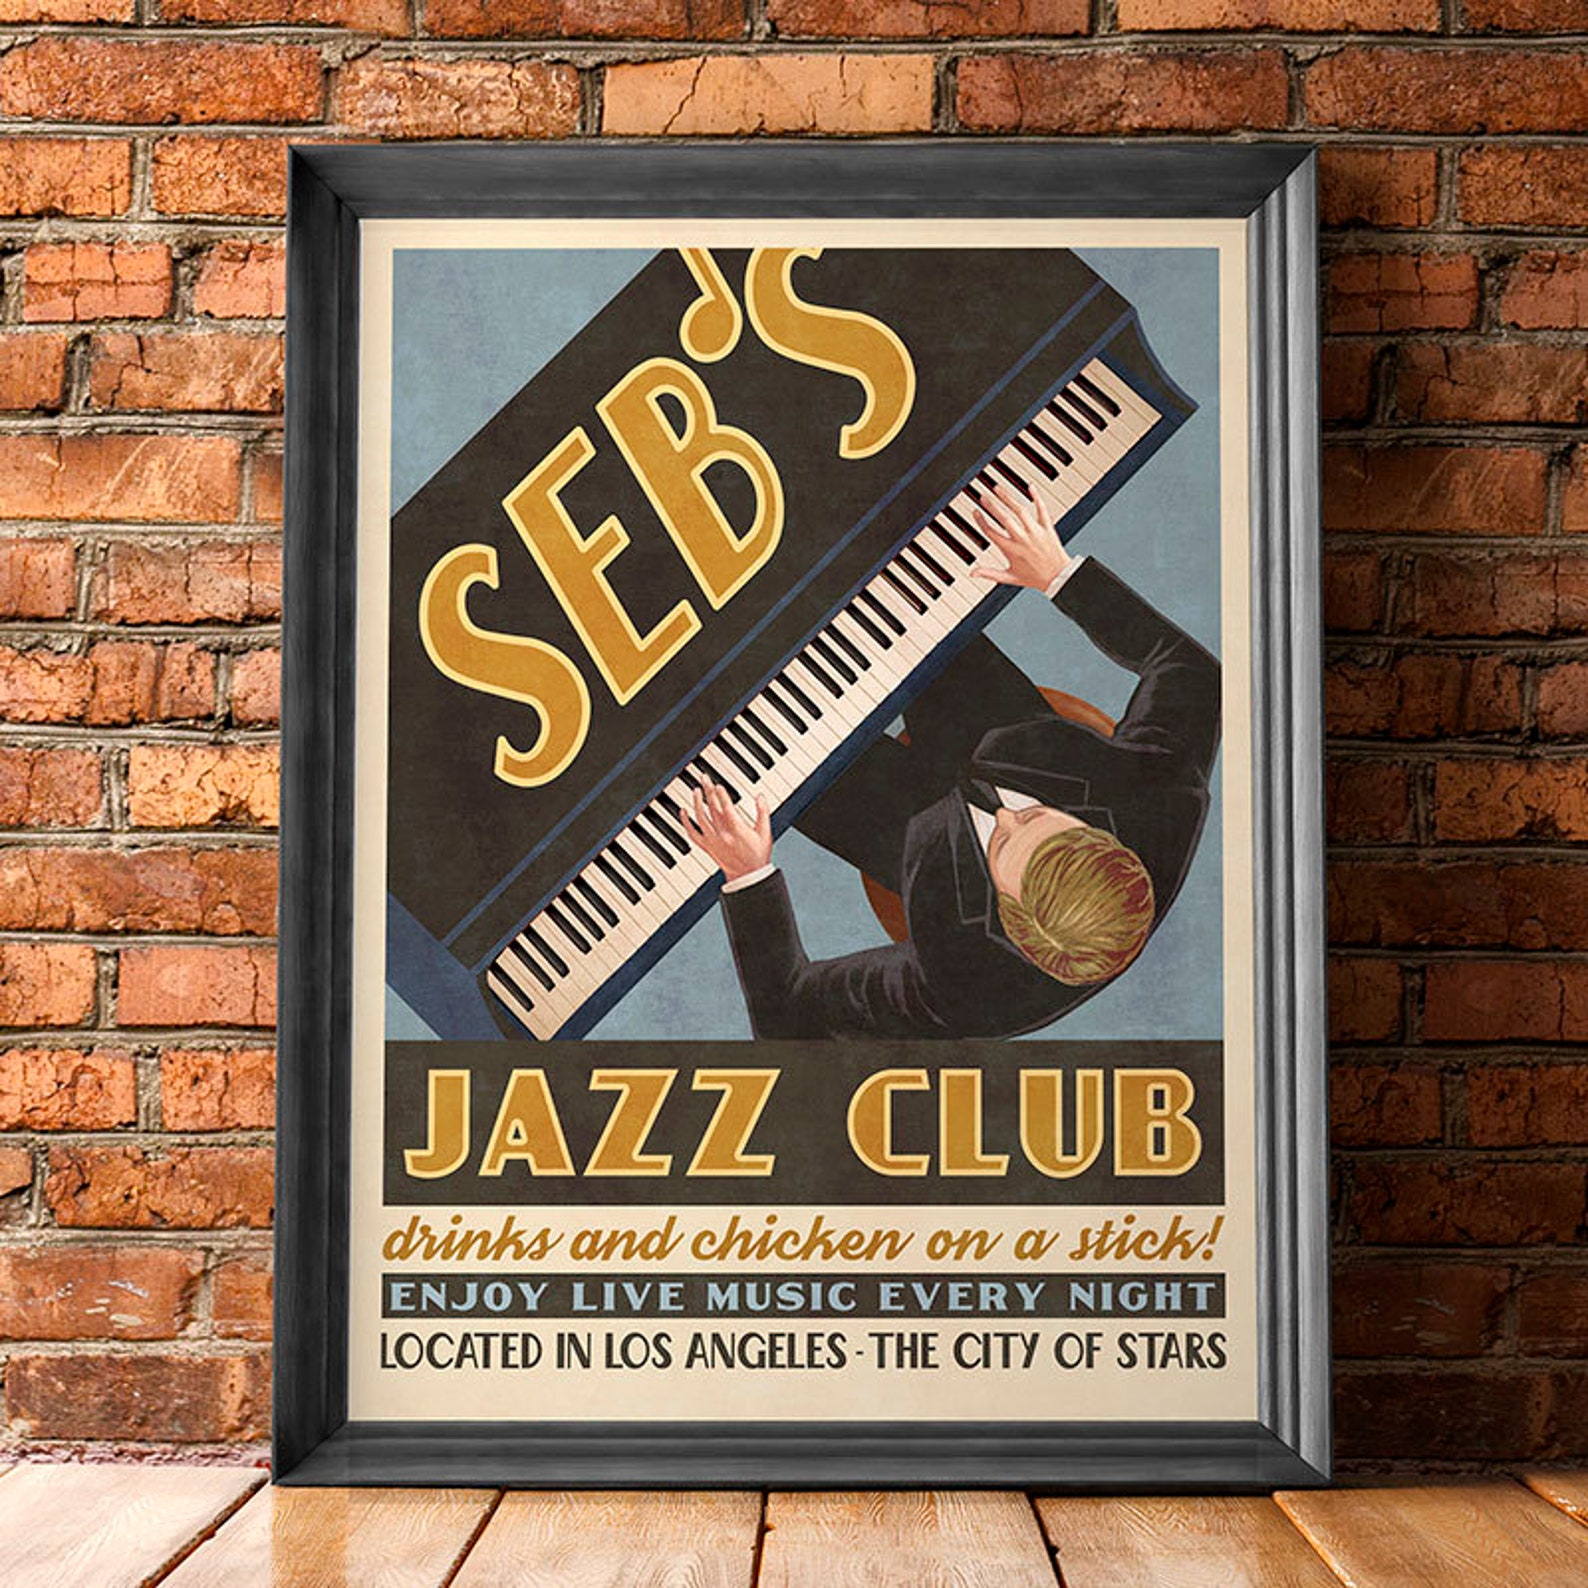 SEB'S
JAZZ CLUB
drinks and chicken on a stick!
ENJOY LIVE MUSIC EVERY NIGHT
LOCATED IN LOS ANGELES - THE CITY OF STARS